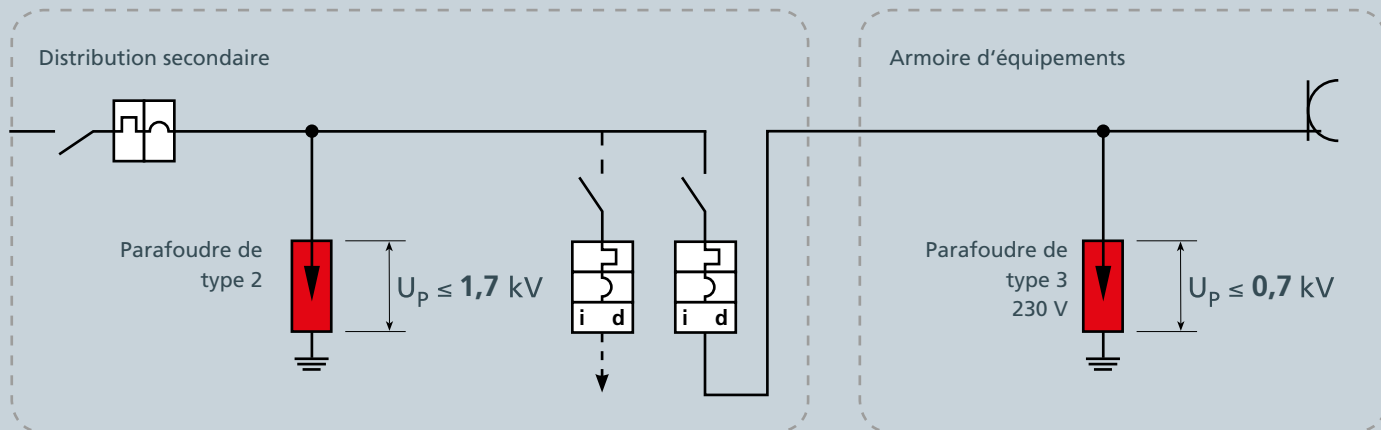 Distribution secondaire
Parafoudre de
type 2
U_P ≤ 1,7 kV
i d
i d
Armoire d’équipements
Parafoudre de
type 3
230 V
U_P ≤ 0,7 kV